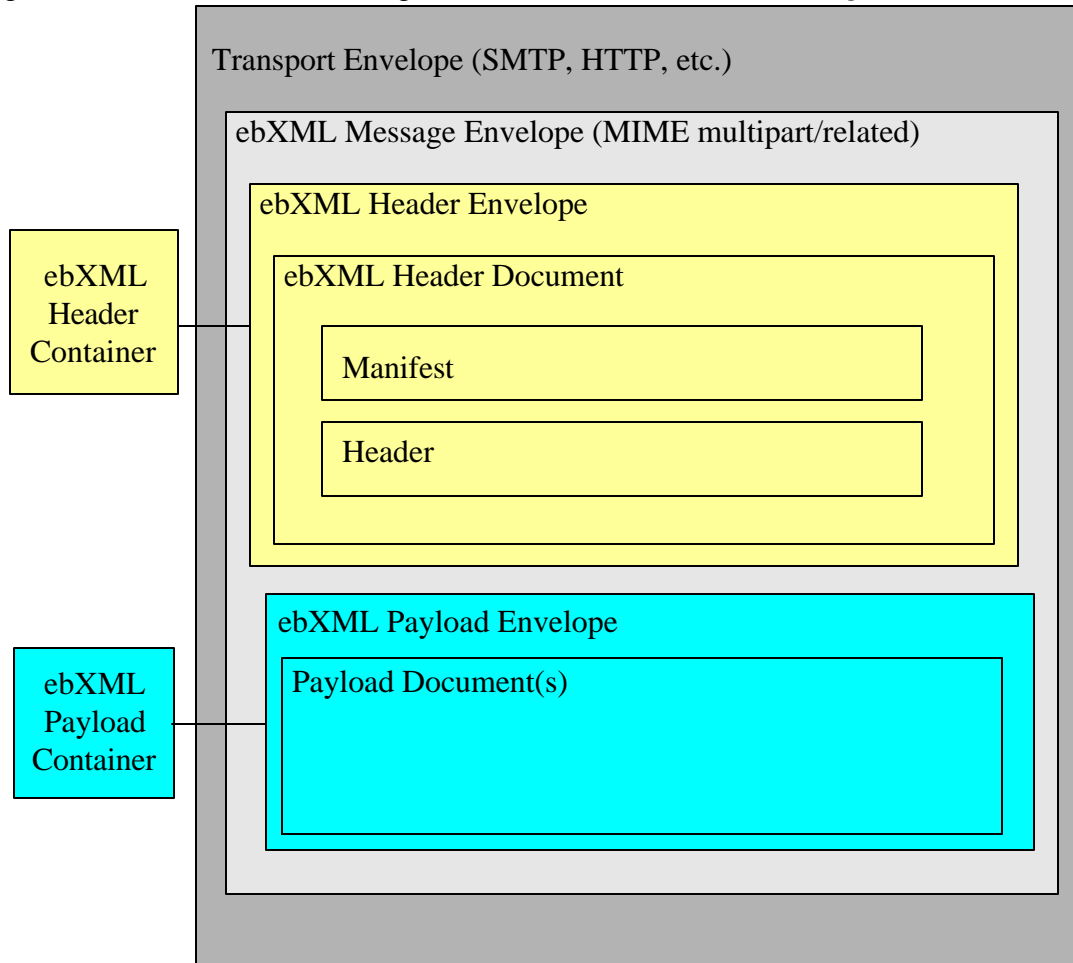 Transport Envelope (SMTP, HTTP, etc.)
ebXML Message Envelope (MIME multipart/related)
ebXML Header Envelope
ebXML Header Document
Manifest
Header
ebXML
Header
Container
ebXML Payload Envelope
Payload Document(s)
ebXML
Payload
Container